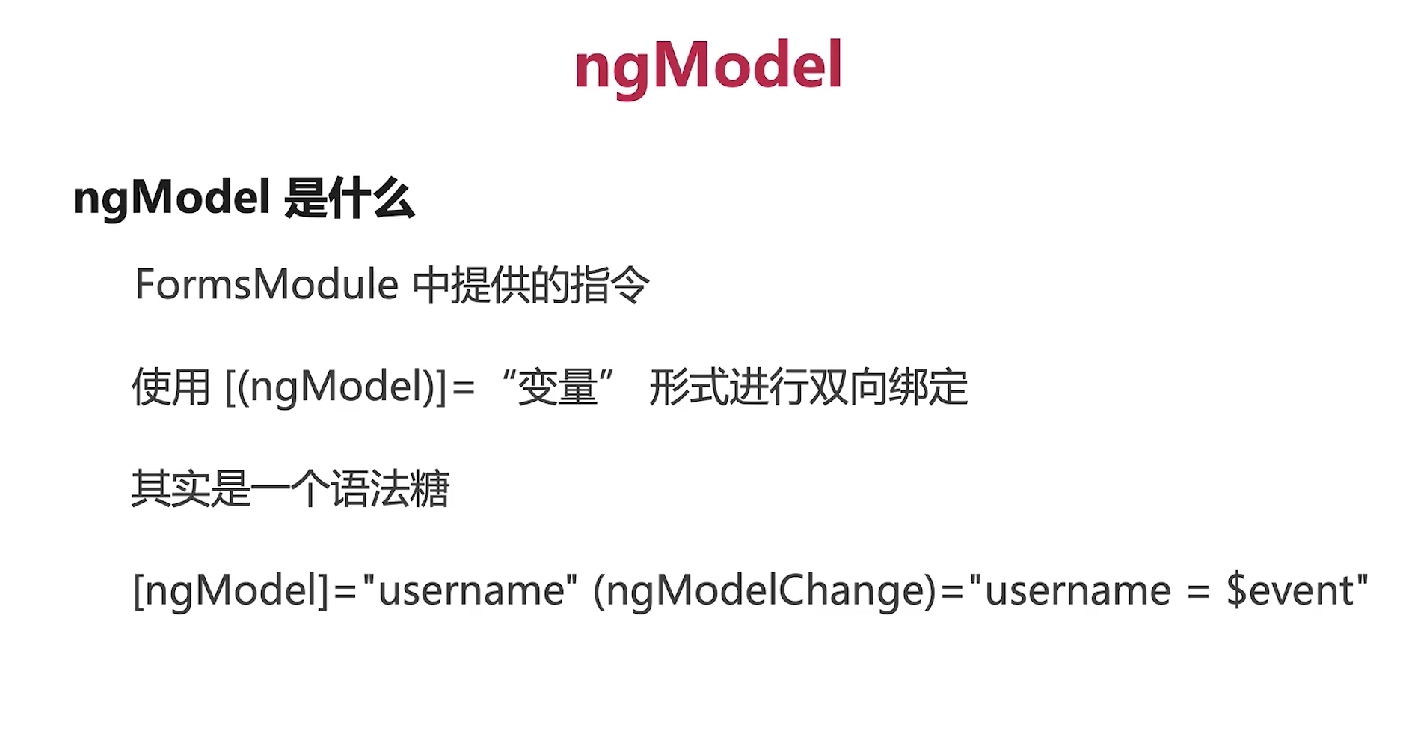 ngModel
ngModel 是什么
FormsModule 中提供的指令
使用 [(ngModel)]=“变量” 形式进行双向绑定
其实是一个语法糖
[ngModel]="username" (ngModelChange)="username = $event"